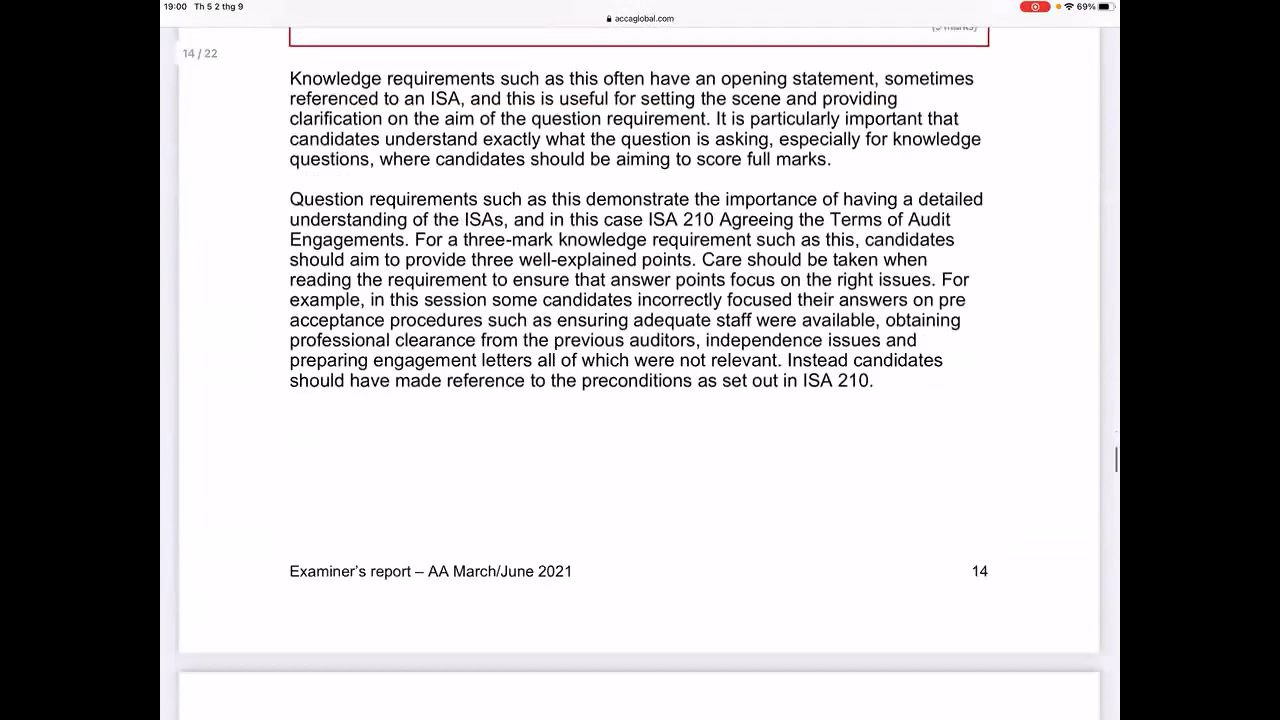 19:00 Th 5 2 thg 9
69%
accaglobal.com
14 / 22
Knowledge requirements such as this often have an opening statement, sometimes
referenced to an ISA, and this is useful for setting the scene and providing
clarification on the aim of the question requirement. It is particularly important that
candidates understand exactly what the question is asking, especially for knowledge
questions, where candidates should be aiming to score full marks.
Question requirements such as this demonstrate the importance of having a detailed
understanding of the ISAs, and in this case ISA 210 Agreeing the Terms of Audit
Engagements. For a three-mark knowledge requirement such as this, candidates
should aim to provide three well-explained points. Care should be taken when
reading the requirement to ensure that answer points focus on the right issues. For
example, in this session some candidates incorrectly focused their answers on pre
acceptance procedures such as ensuring adequate staff were available, obtaining
professional clearance from the previous auditors, independence issues and
preparing engagement letters all of which were not relevant. Instead candidates
should have made reference to the preconditions as set out in ISA 210.
Examiner's report – AA March/June 2021
14